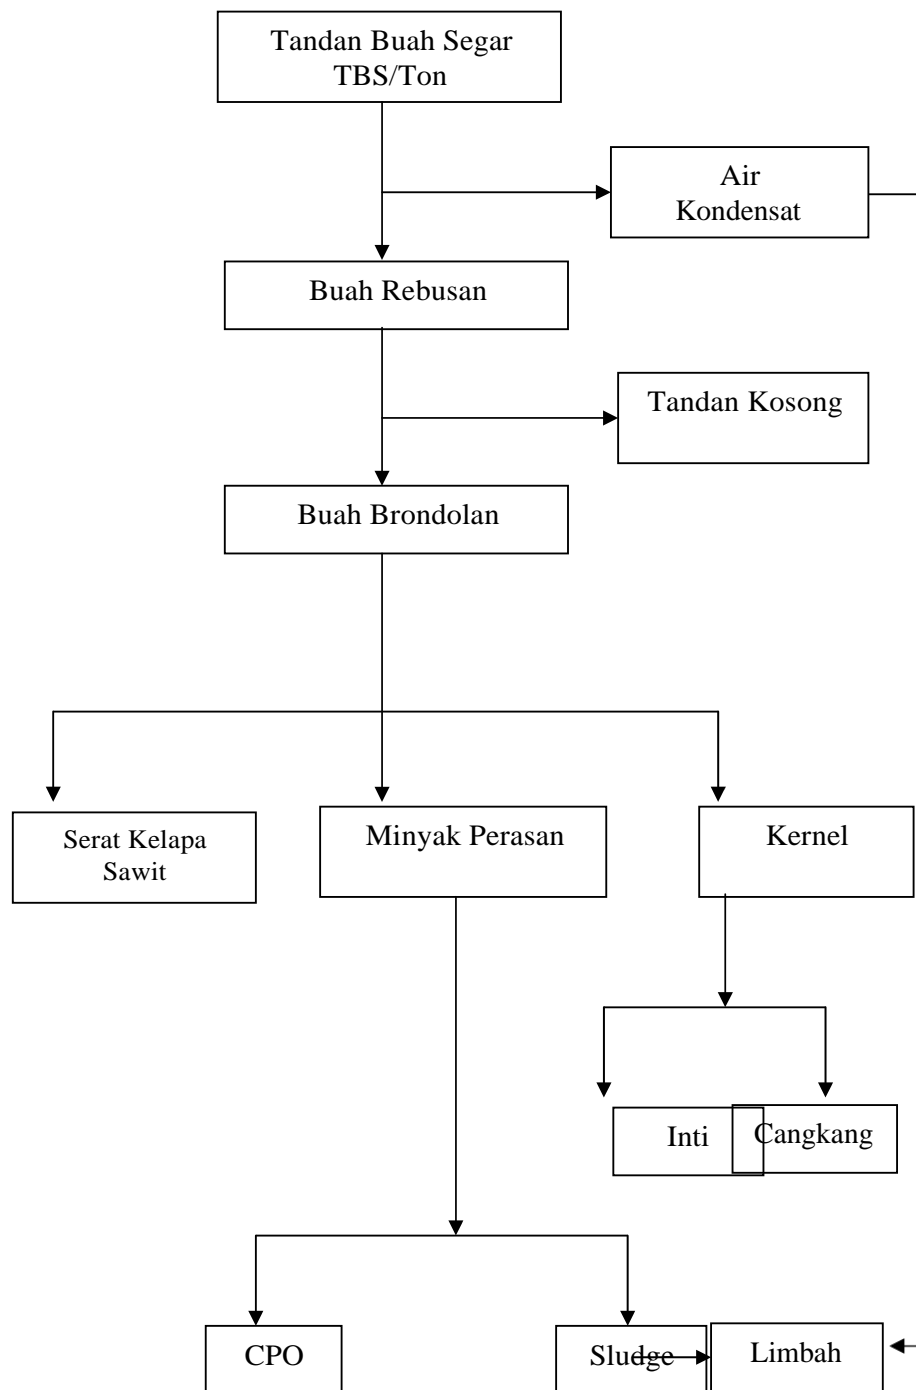 Tandan Buah Segar
TBS/Ton
Air
Kondensat
Buah Rebusan
Tandan Kosong
Buah Brondolan
Serat Kelapa
Sawit
Minyak Perasan
Kernel
Inti
Cangkang
CPO
Sludge
Limbah